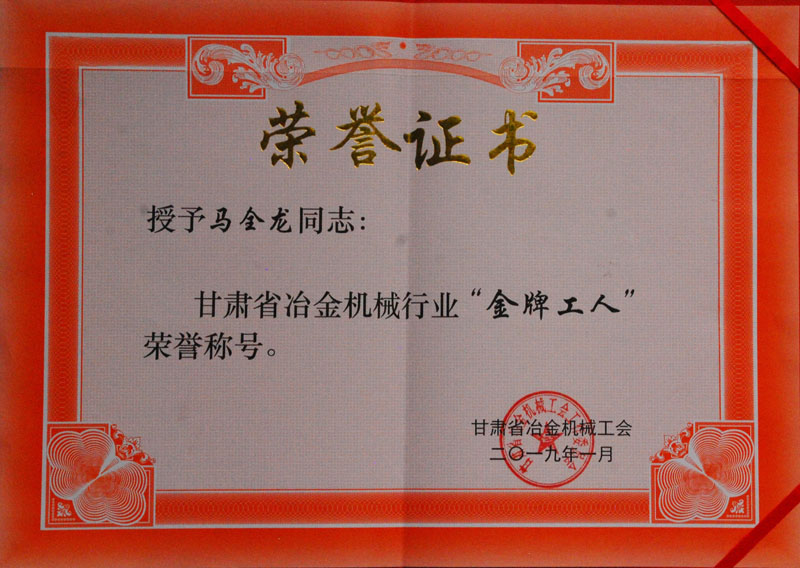 荣誉证书
授予马全龙同志：
甘肃省冶金机械行业“金牌工人”
荣誉称号。
甘肃省冶金机械工会
二〇一九年一月